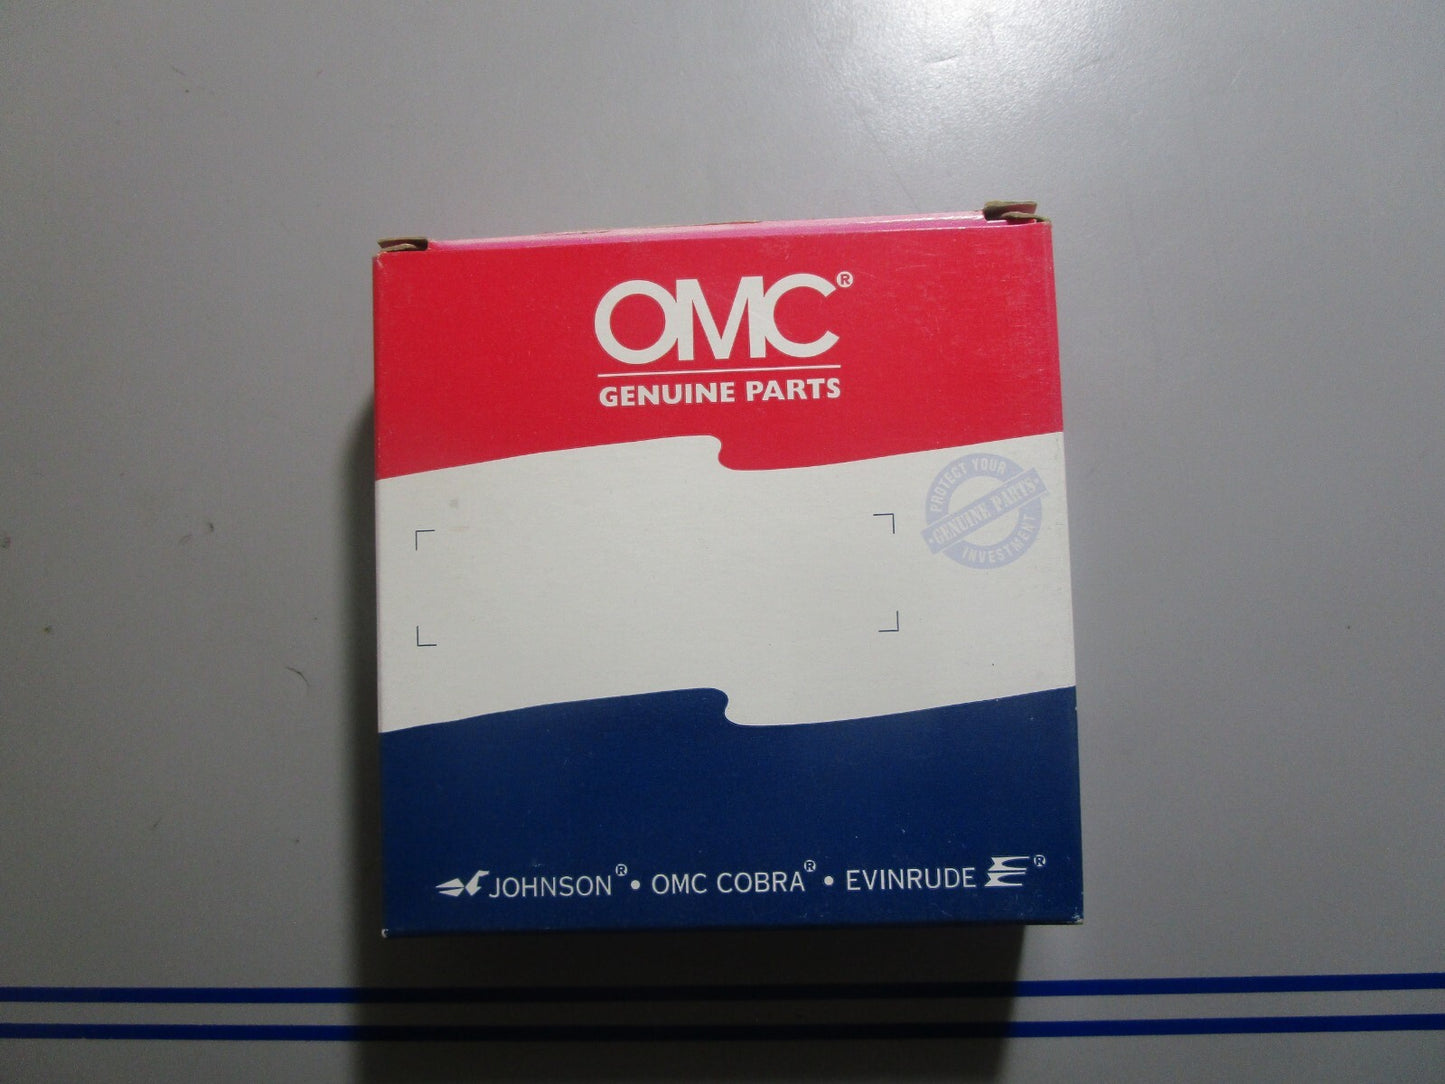 OMC®
GENUINE PARTS
PROTECT YOUR
GENUINE PARTS
INVESTMENT
JOHNSON® • OMC COBRA® • EVINRUDE ®